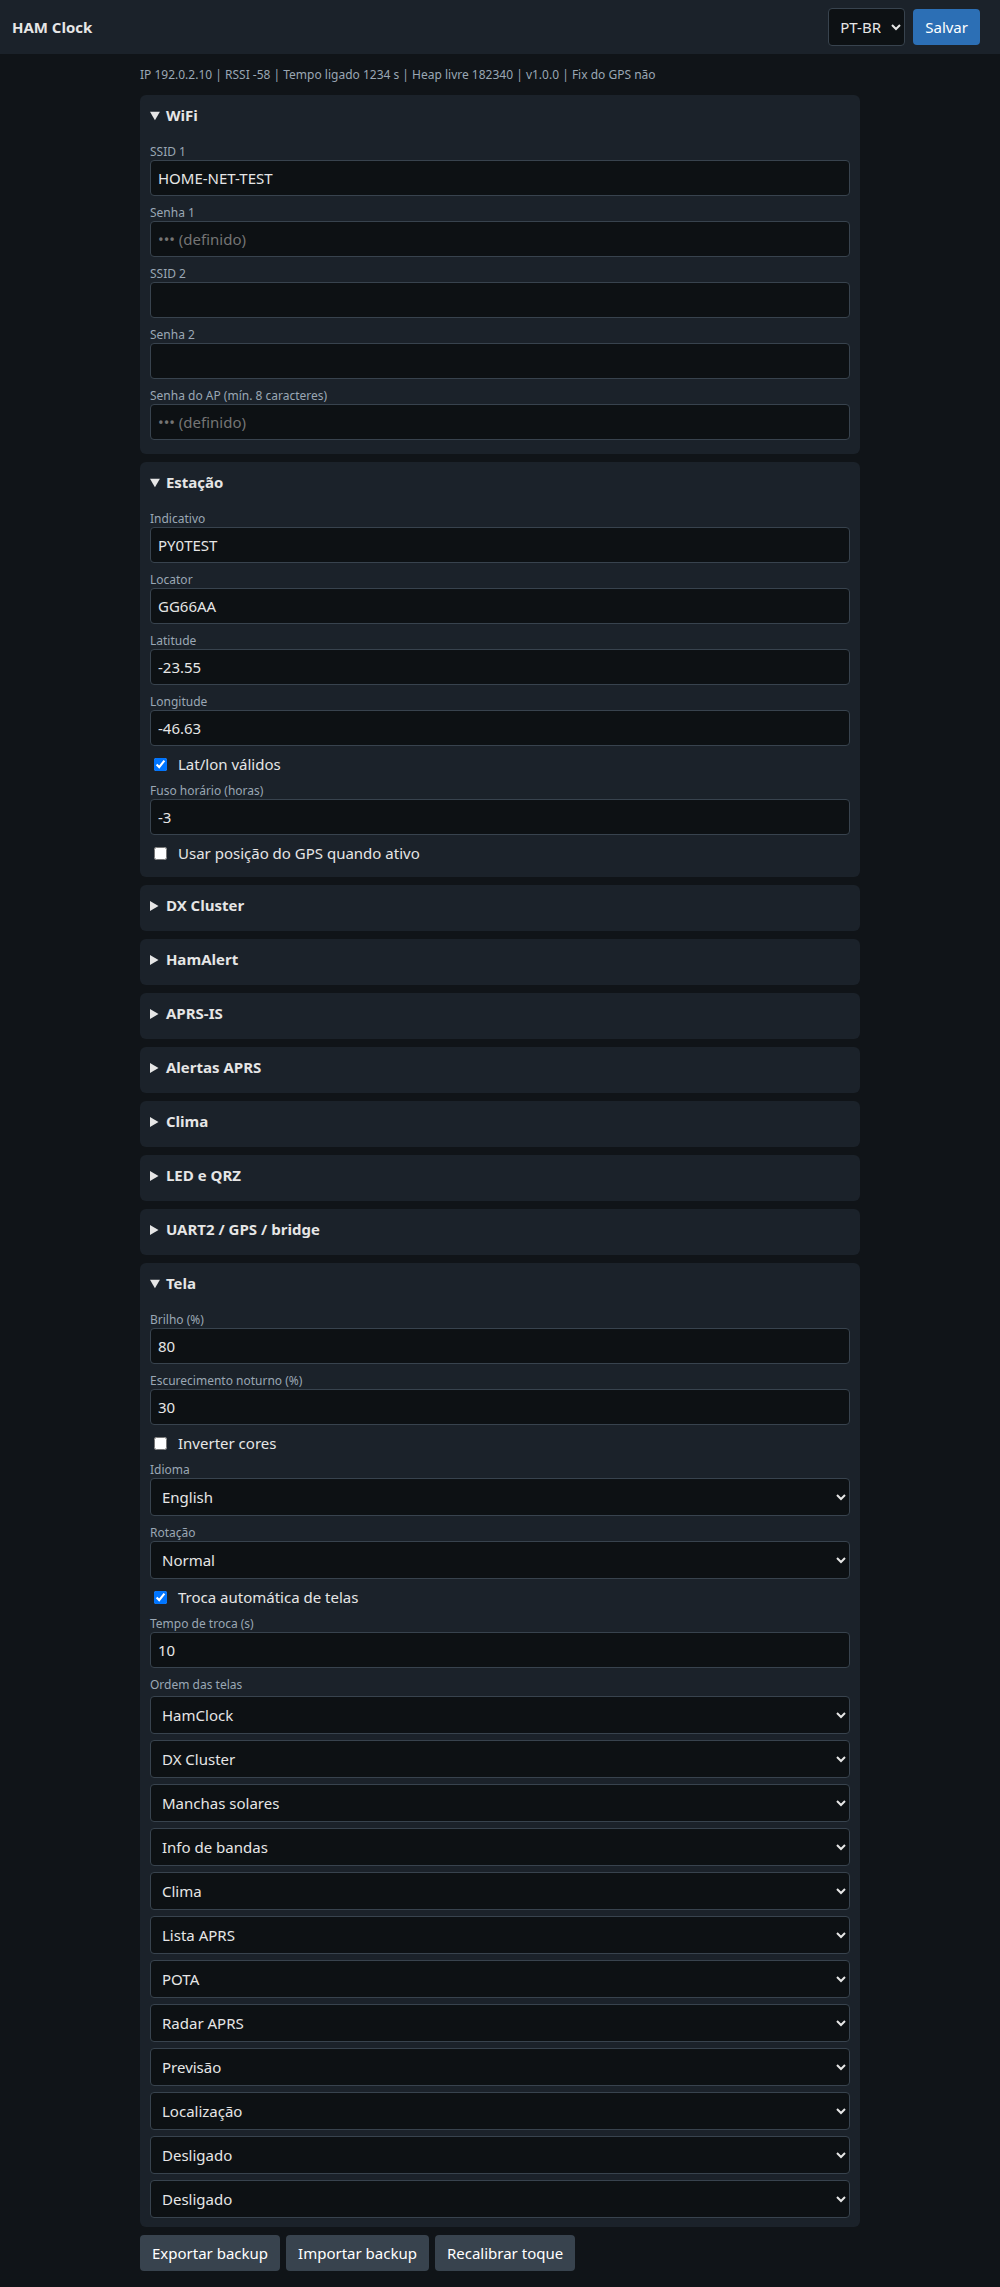 HAM Clock
PT-BR
Salvar
IP 192.0.2.10 | RSSI -58 | Tempo ligado 1234 s | Heap livre 182340 | v1.0.0 | Fix do GPS não
WiFi
SSID 1
HOME-NET-TEST
Senha 1
••• (definido)
SSID 2
Senha 2
Senha do AP (mín. 8 caracteres)
••• (definido)
Estação
Indicativo
PY0TEST
Locator
GG66AA
Latitude
-23.55
Longitude
-46.63
Lat/lon válidos
Fuso horário (horas)
-3
Usar posição do GPS quando ativo
DX Cluster
HamAlert
APRS-IS
Alertas APRS
Clima
LED e QRZ
UART2 / GPS / bridge
Tela
Brilho (%)
80
Escurecimento noturno (%)
30
Inverter cores
Idioma
English
Rotação
Normal
Troca automática de telas
Tempo de troca (s)
10
Ordem das telas
HamClock
DX Cluster
Manchas solares
Info de bandas
Clima
Lista APRS
POTA
Radar APRS
Previsão
Localização
Desligado
Desligado
Exportar backup
Importar backup
Recalibrar toque